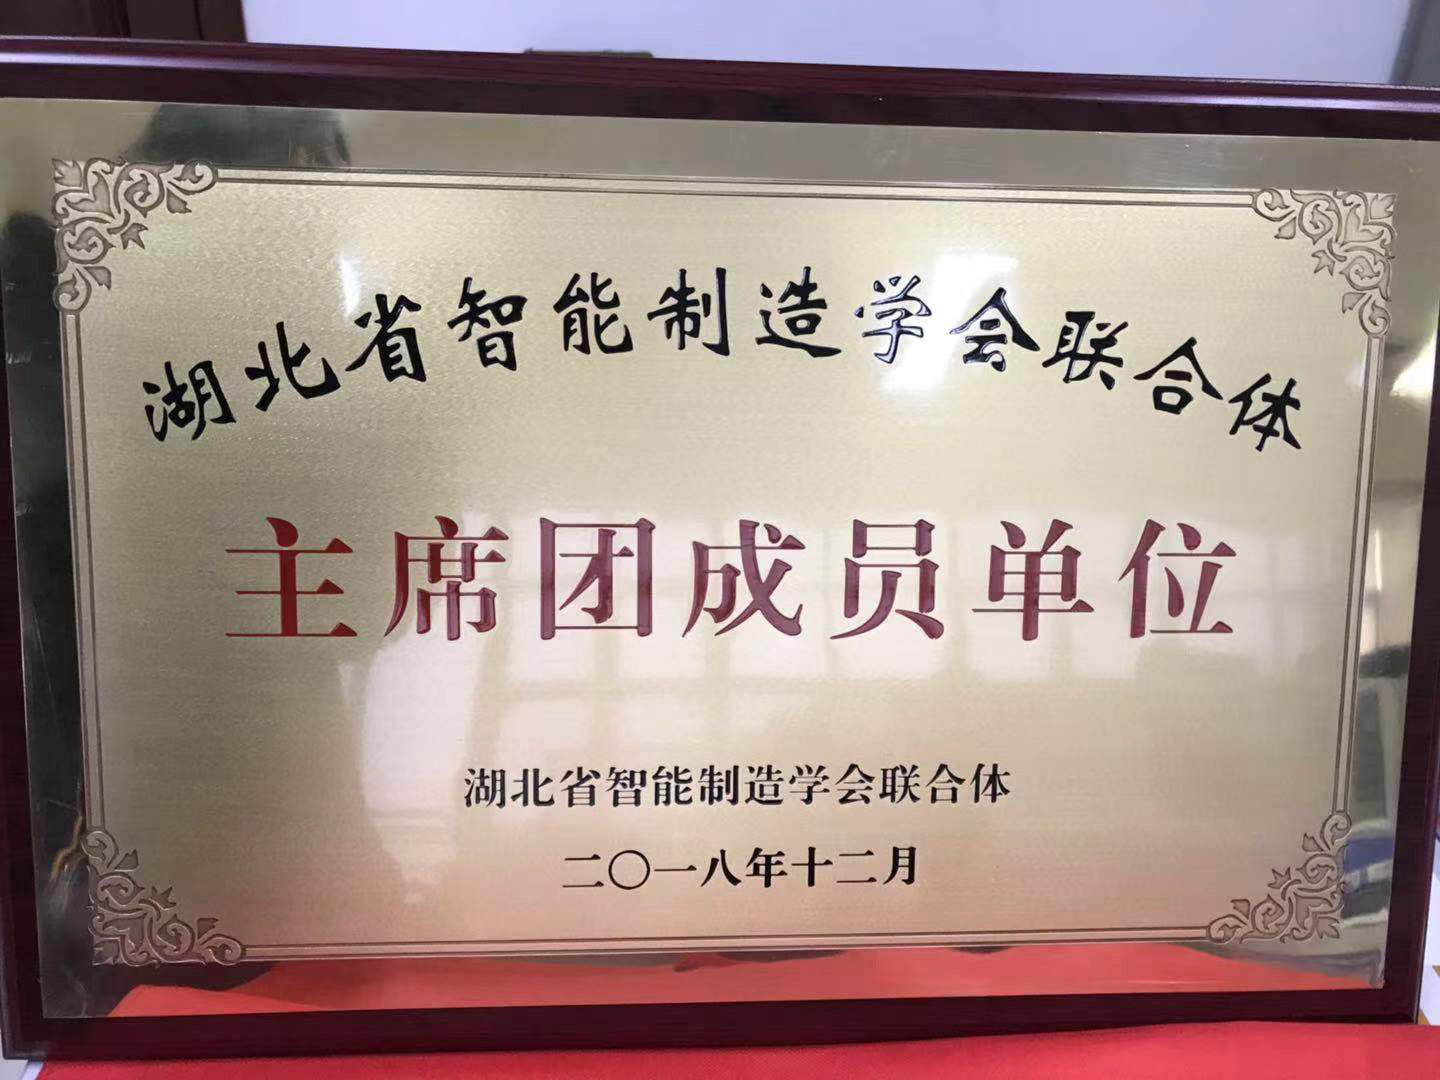 湖北省智能制造学会联合体
主席团成员单位
湖北省智能制造学会联合体
二〇一八年十二月